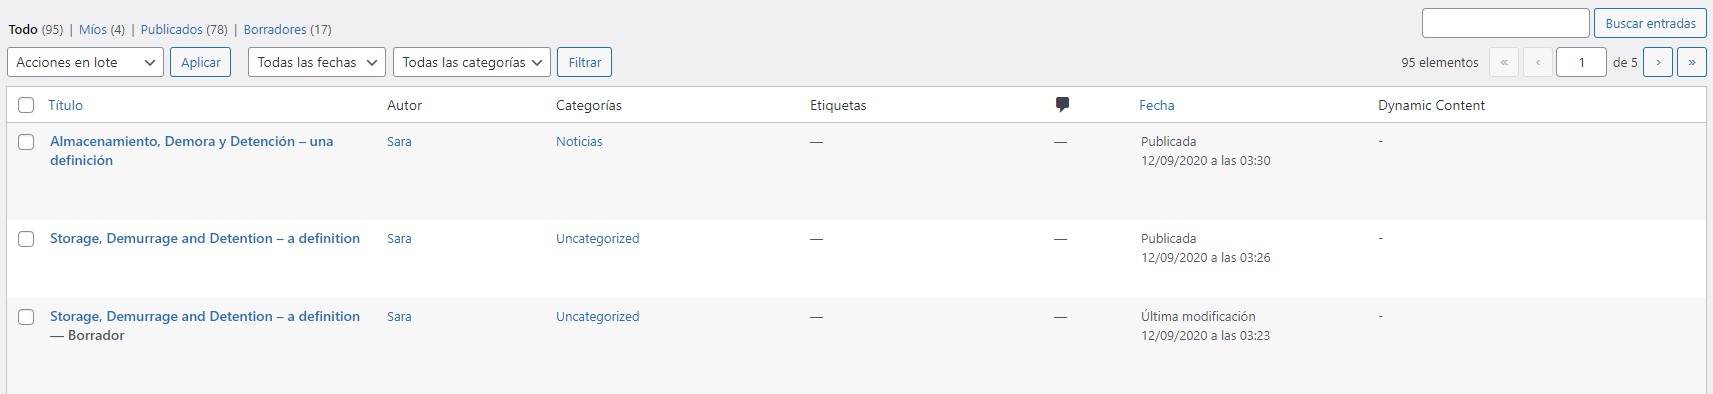 Todo (95) | Míos (4) | Publicados (78) | Borradores (17)
Buscar entradas
Acciones en lote Aplicar Todas las fechas Todas las categorías Filtrar 95 elementos « ‹ 1 de 5 › »
Título Autor Categorías Etiquetas Fecha Dynamic Content
Almacenamiento, Demora y Detención – una Sara Noticias — — Publicada -
definición 12/09/2020 a las 03:30
Storage, Demurrage and Detention – a definition Sara Uncategorized — — Publicada -
12/09/2020 a las 03:26
Storage, Demurrage and Detention – a definition Sara Uncategorized — — Última modificación -
— Borrador 12/09/2020 a las 03:23